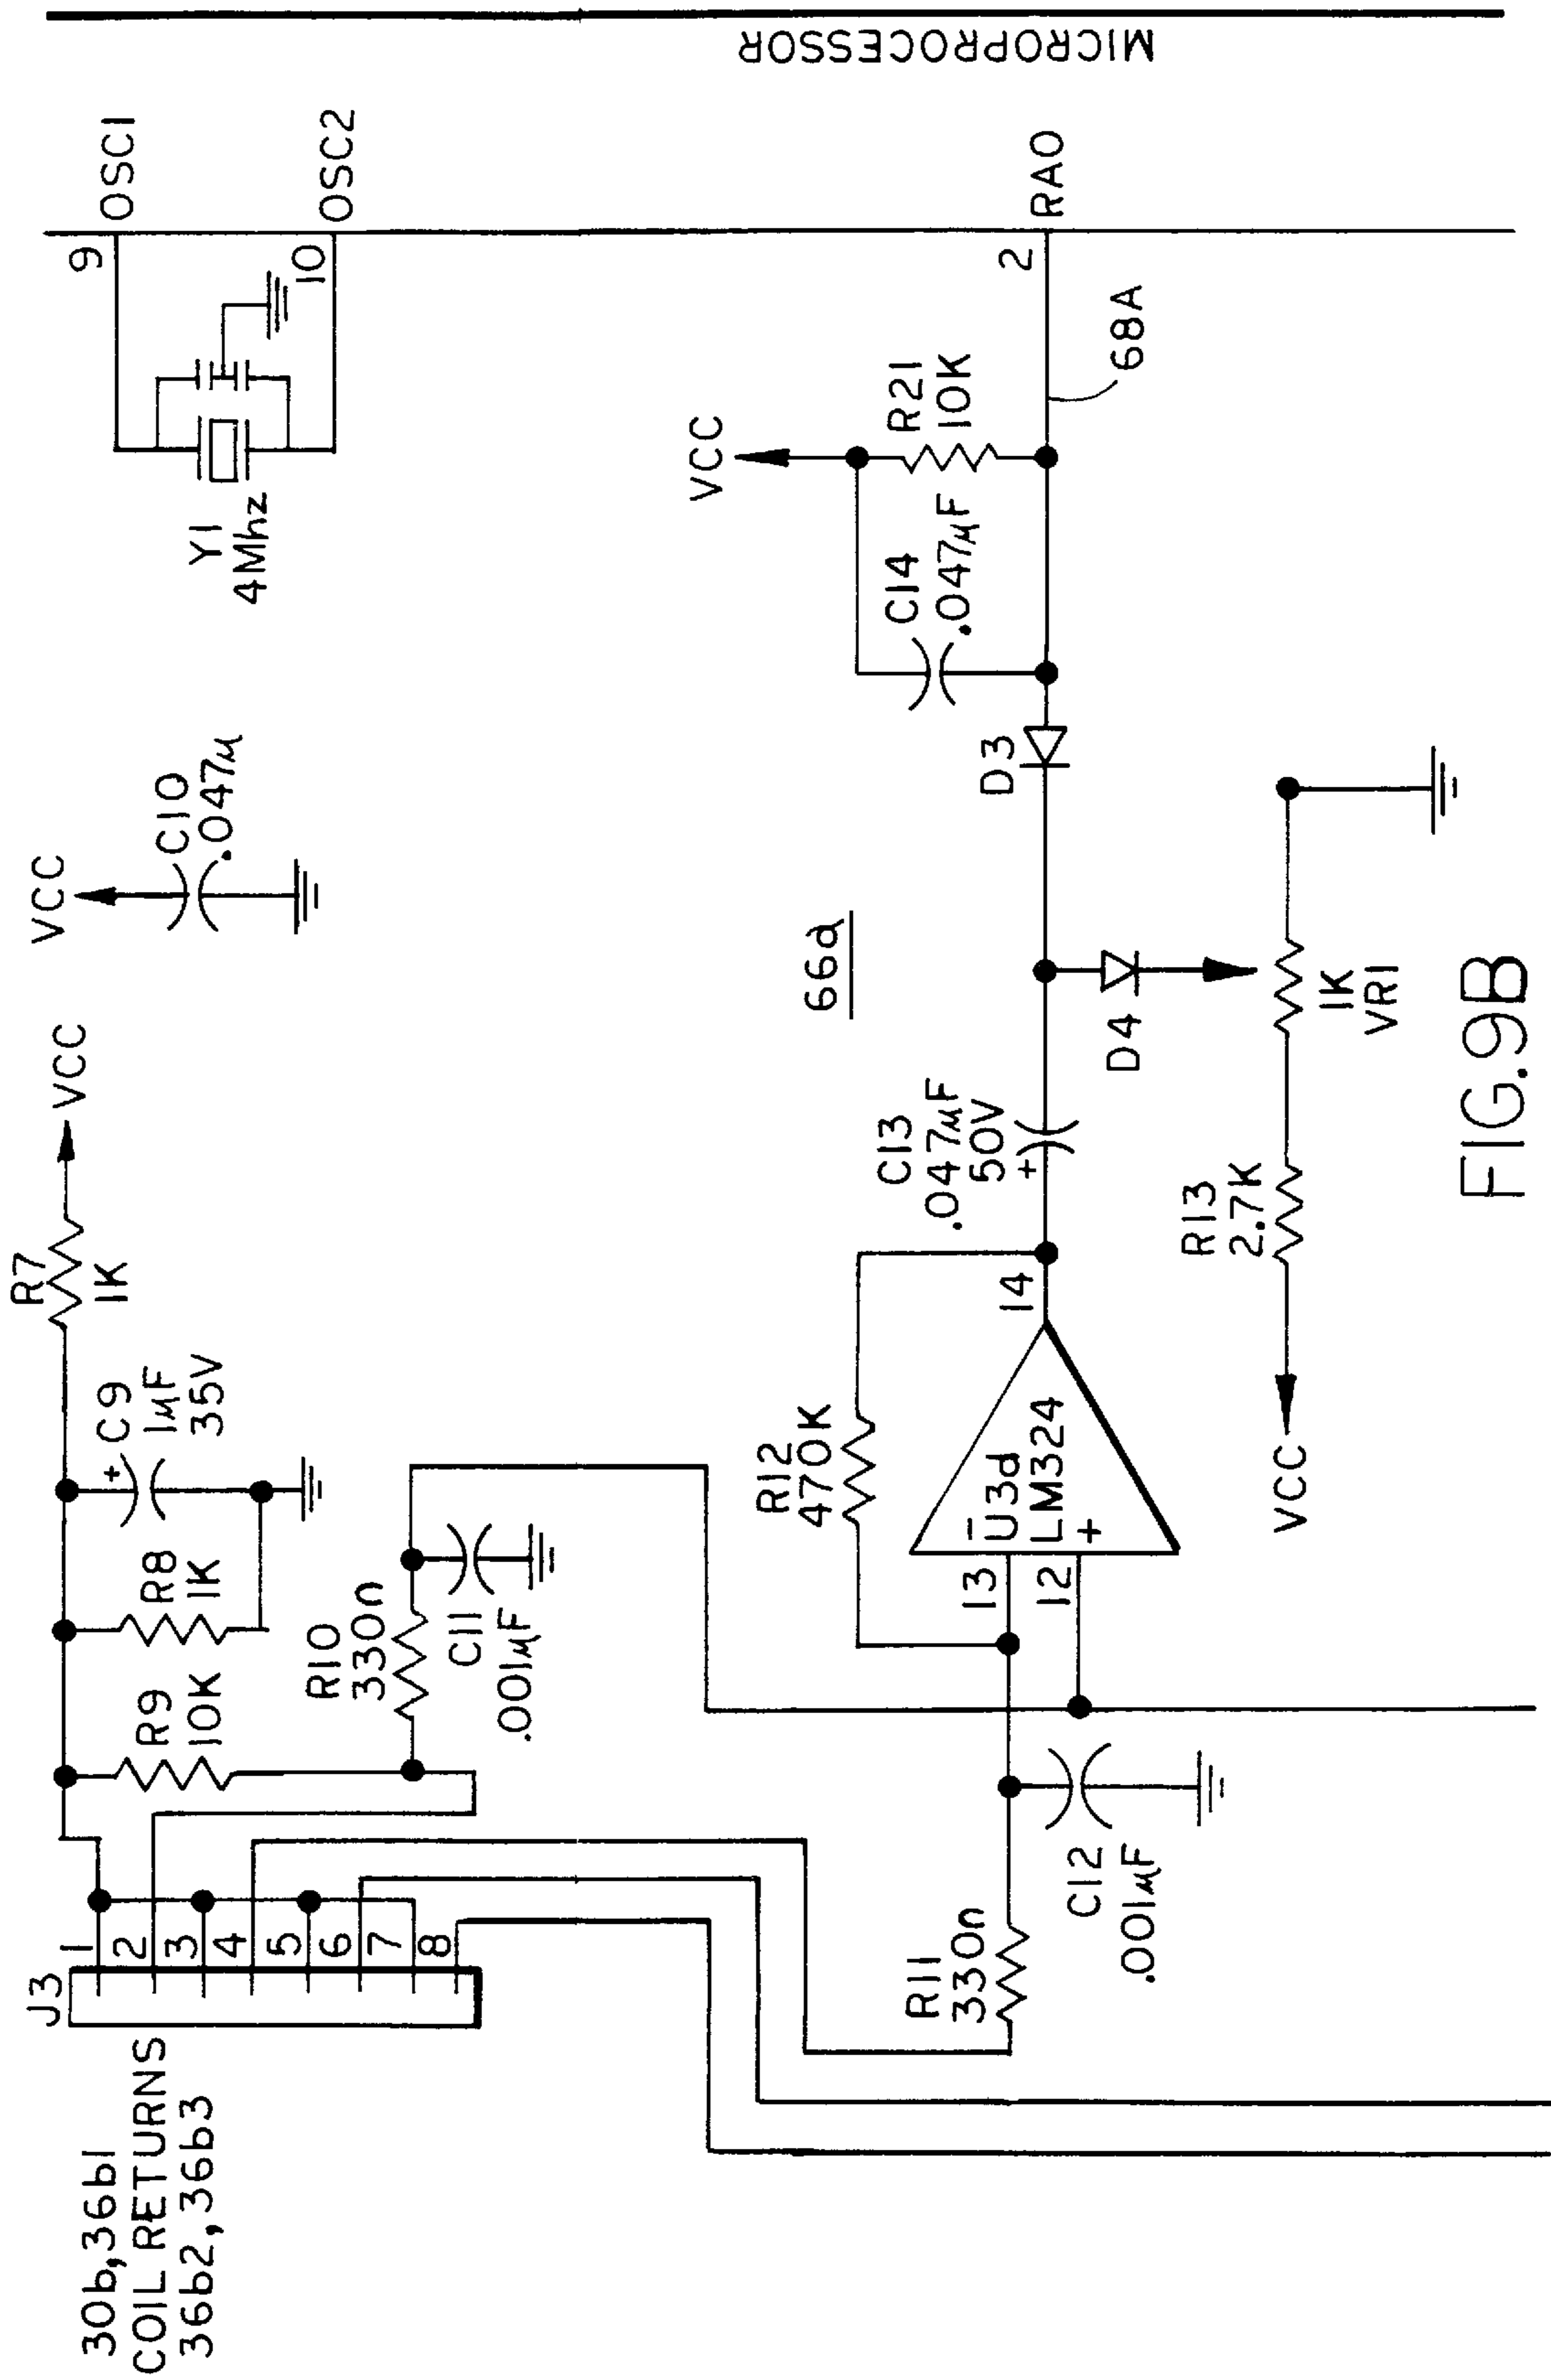 30b,36b1
COIL RETURNS
36b2,36b3
J3
1
2
3
4
5
6
7
8
R9
10K
R8
1K
C9
+
1µF
35V
R7
1K
VCC
VCC
C10
.047µ
Y1
4Mhz
9
OSC1
10
OSC2
MICROPROCESSOR
R10
330n
C11
.001µF
R11
330n
C12
.001µF
R12
470K
13
12
–
U3d
LM324
+
14
C13
.047µF
50V
+
66a
D4
D3
VCC
C14
.047µF
R21
10K
2
RA0
68A
VCC
R13
2.7K
1K
VR1
FIG.9B